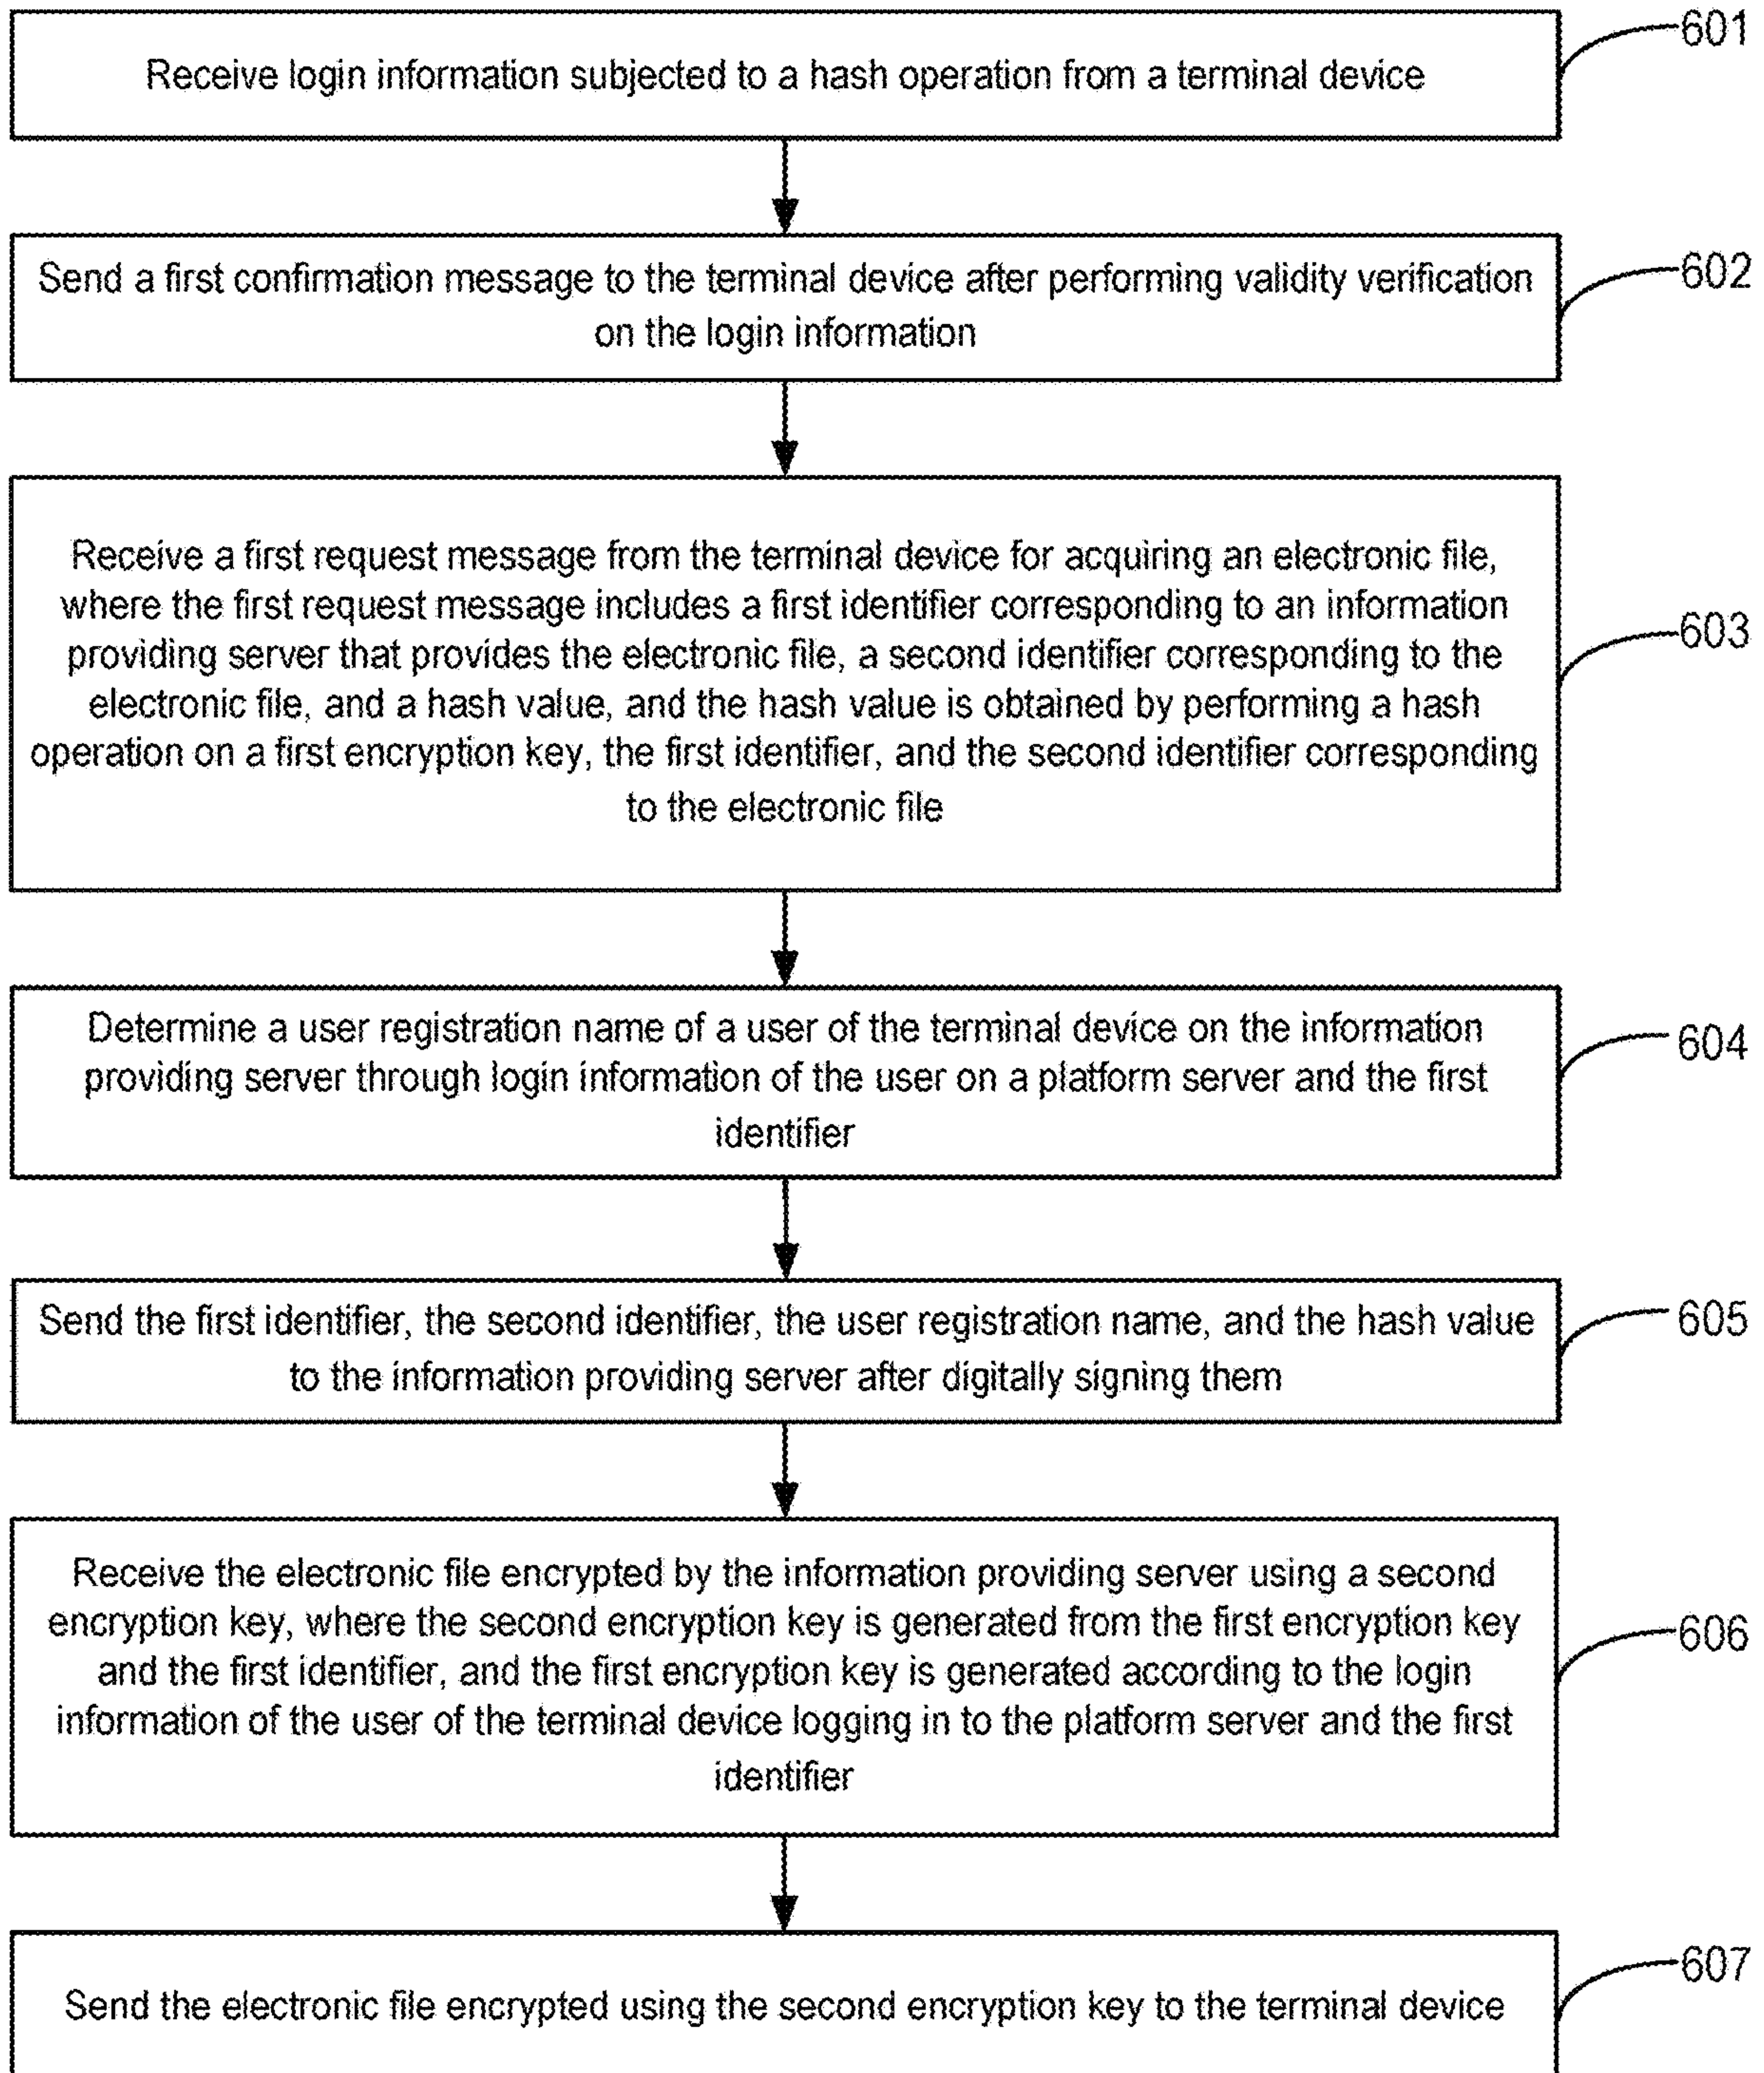 Receive login information subjected to a hash operation from a terminal device
601
Send a first confirmation message to the terminal device after performing validity verification
on the login information
602
Receive a first request message from the terminal device for acquiring an electronic file,
where the first request message includes a first identifier corresponding to an information
providing server that provides the electronic file, a second identifier corresponding to the
electronic file, and a hash value, and the hash value is obtained by performing a hash
operation on a first encryption key, the first identifier, and the second identifier corresponding
to the electronic file
603
Determine a user registration name of a user of the terminal device on the information
providing server through login information of the user on a platform server and the first
identifier
604
Send the first identifier, the second identifier, the user registration name, and the hash value
to the information providing server after digitally signing them
605
Receive the electronic file encrypted by the information providing server using a second
encryption key, where the second encryption key is generated from the first encryption key
and the first identifier, and the first encryption key is generated according to the login
information of the user of the terminal device logging in to the platform server and the first
identifier
606
Send the electronic file encrypted using the second encryption key to the terminal device
607